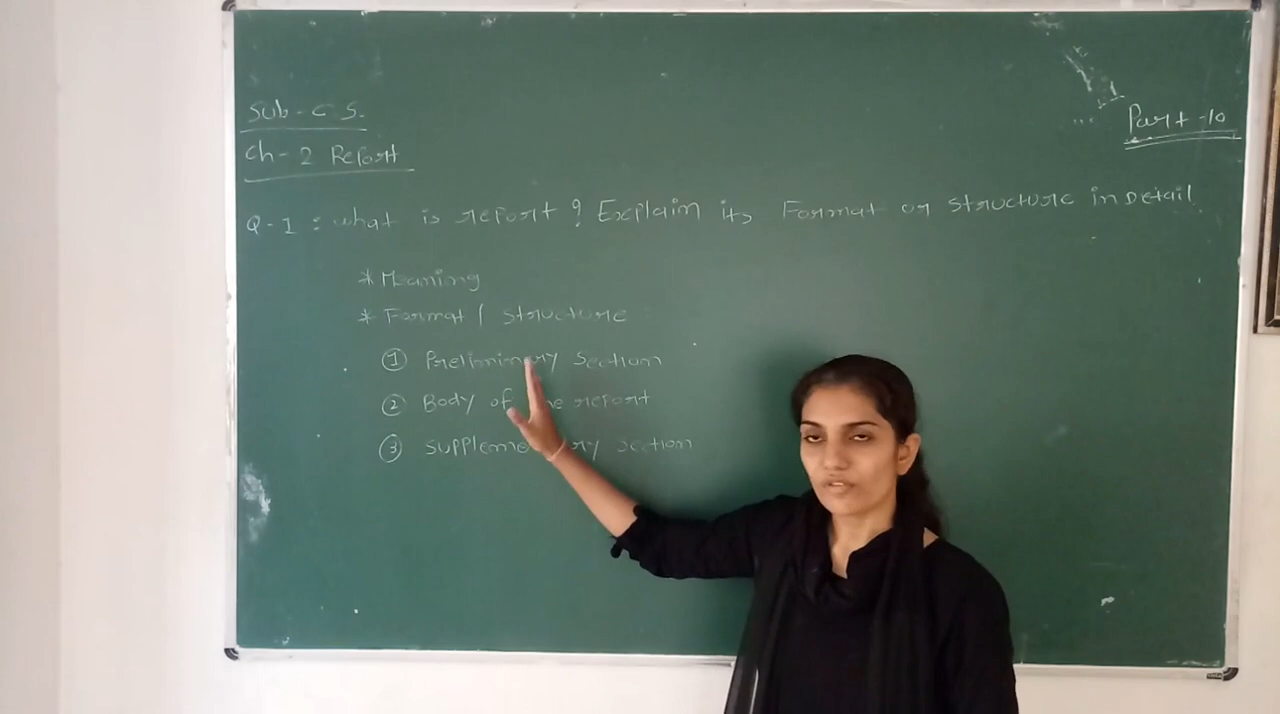 Sub - C.S.
Part - 10
Ch - 2 Report
Q - 1 : what is report ? Explain its Format or structure in Detail.
* Meaning
* Format / structure
① Preliminary section
② Body of the report
③ supplementary section